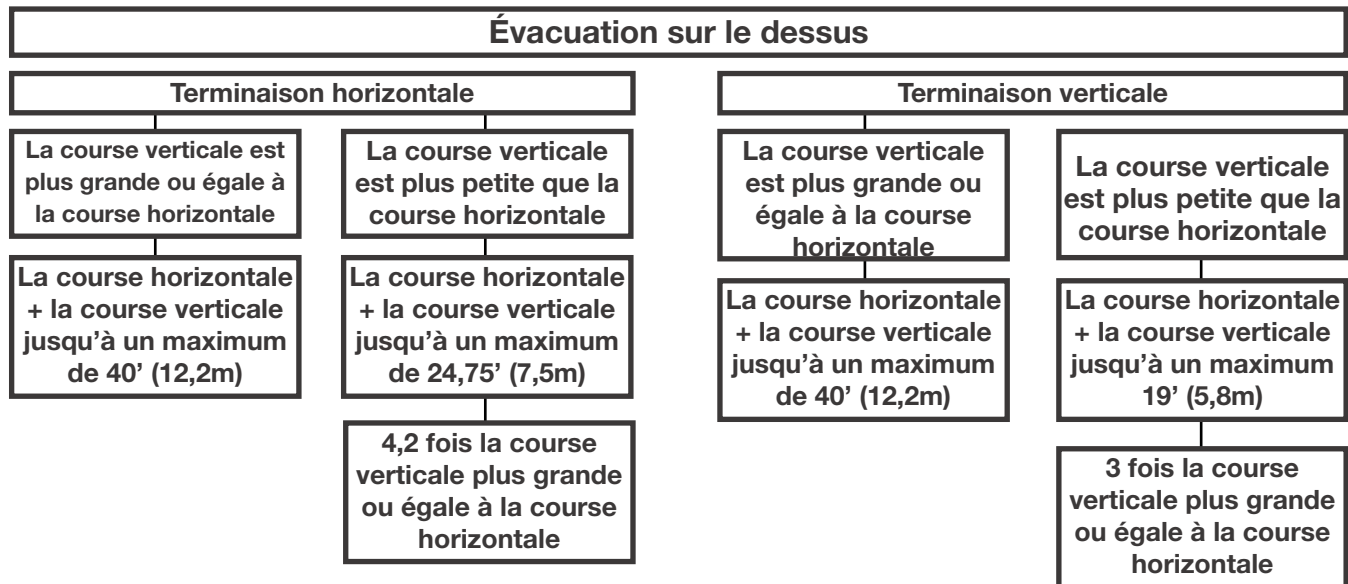 Évacuation sur le dessus
Terminaison horizontale
La course verticale est
plus grande ou égale à
la course horizontale
La course horizontale
+ la course verticale
jusqu'à un maximum
de 40’ (12,2m)
La course verticale
est plus petite que la
course horizontale
La course horizontale
+ la course verticale
jusqu'à un maximum
de 24,75’ (7,5m)
4,2 fois la course
verticale plus grande
ou égale à la course
horizontale
Terminaison verticale
La course verticale
est plus grande ou
égale à la course
horizontale
La course horizontale
+ la course verticale
jusqu'à un maximum
de 40’ (12,2m)
La course verticale
est plus petite que la
course horizontale
La course horizontale
+ la course verticale
jusqu'à un maximum
19’ (5,8m)
3 fois la course
verticale plus grande
ou égale à la course
horizontale